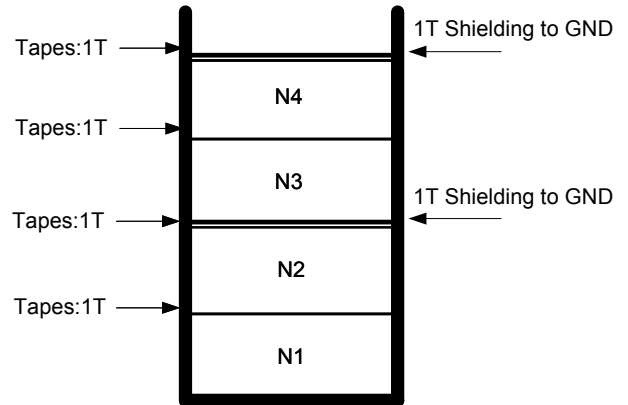 1T Shielding to GND
Tapes:1T
N4
Tapes:1T
N3
1T Shielding to GND
Tapes:1T
N2
Tapes:1T
N1